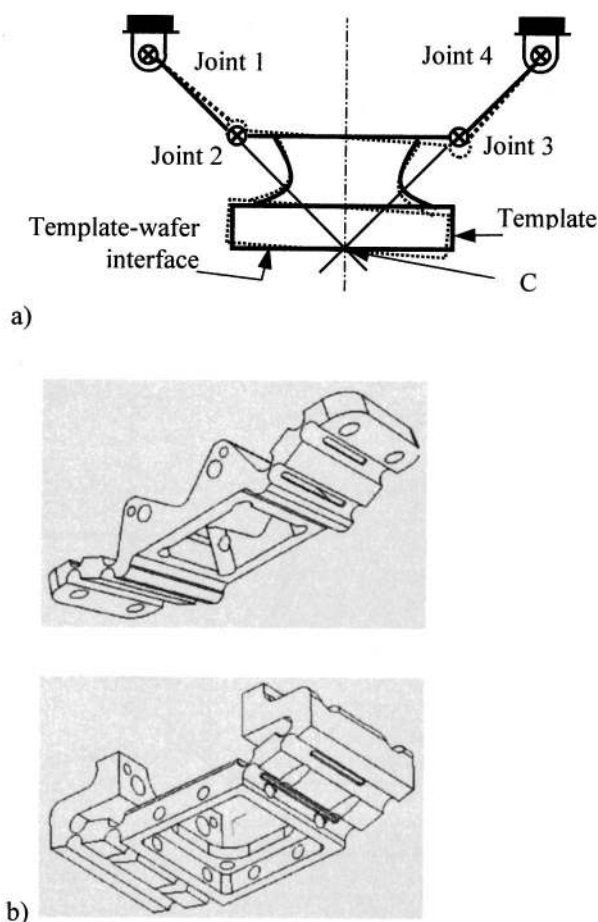 Joint 1
Joint 4
Joint 2
Joint 3
Template-wafer
interface
Template
C
a)
b)